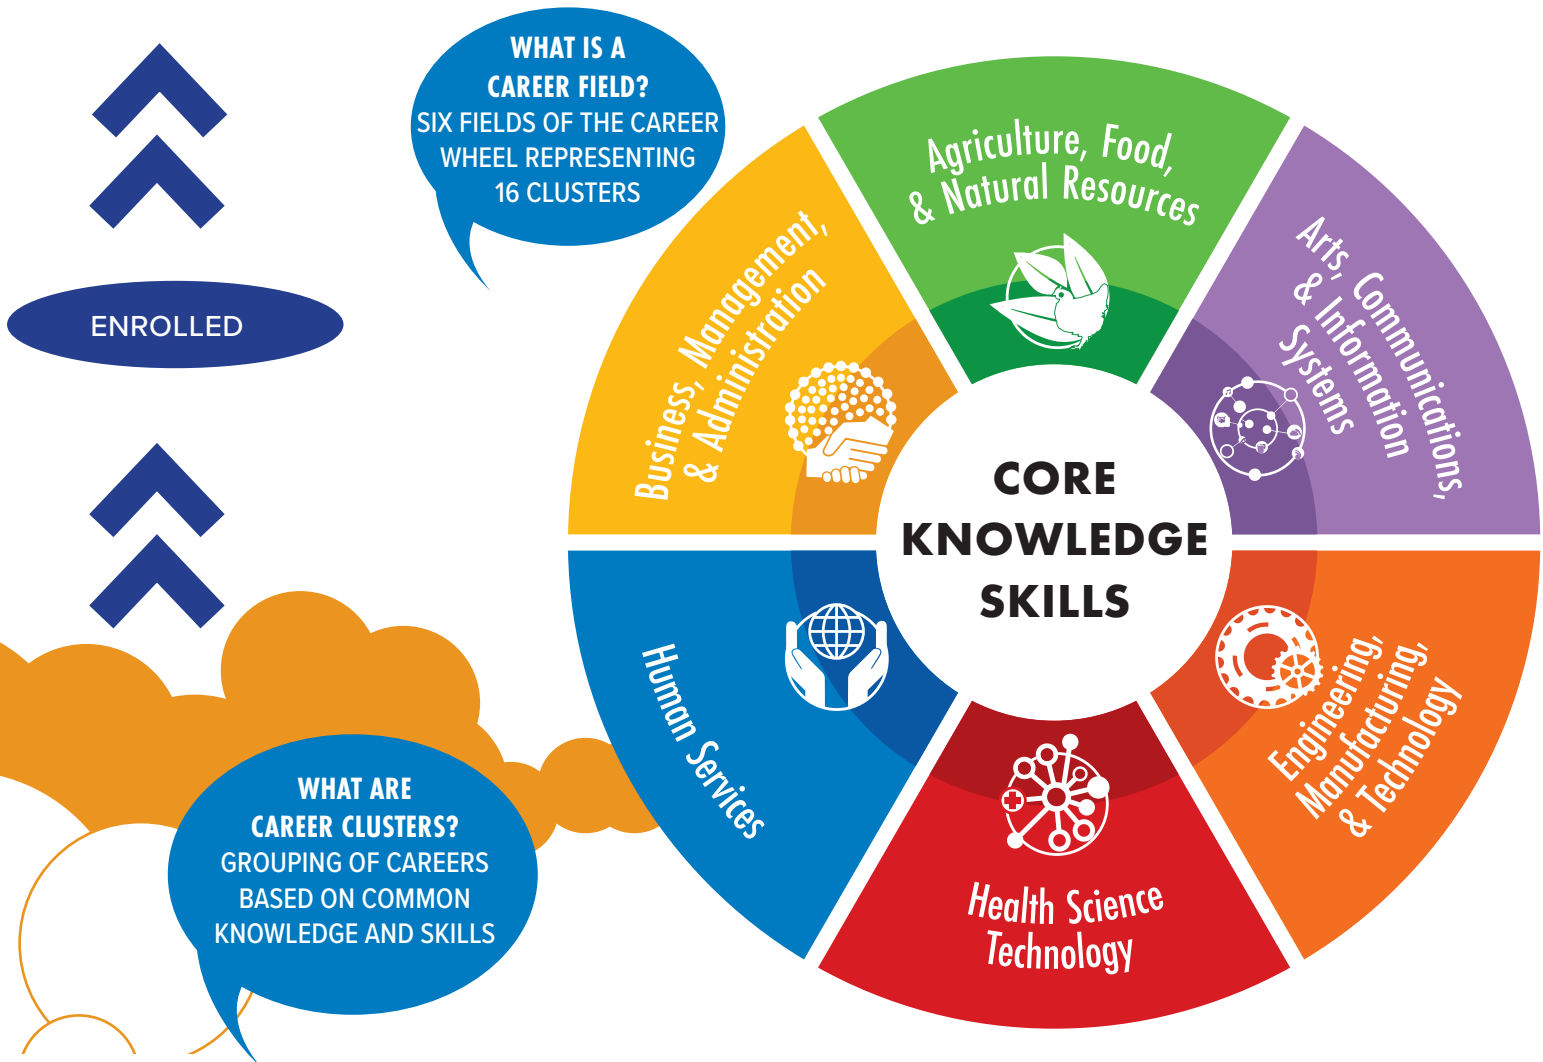 WHAT IS A
CAREER FIELD?
SIX FIELDS OF THE CAREER
WHEEL REPRESENTING
16 CLUSTERS
ENROLLED
WHAT ARE
CAREER CLUSTERS?
GROUPING OF CAREERS
BASED ON COMMON
KNOWLEDGE AND SKILLS
Agriculture, Food,
& Natural Resources
Arts, Communications,
& Information
Systems
Engineering,
Manufacturing,
& Technology
Health Science
Technology
Human Services
Business, Management,
& Administration
CORE
KNOWLEDGE
SKILLS